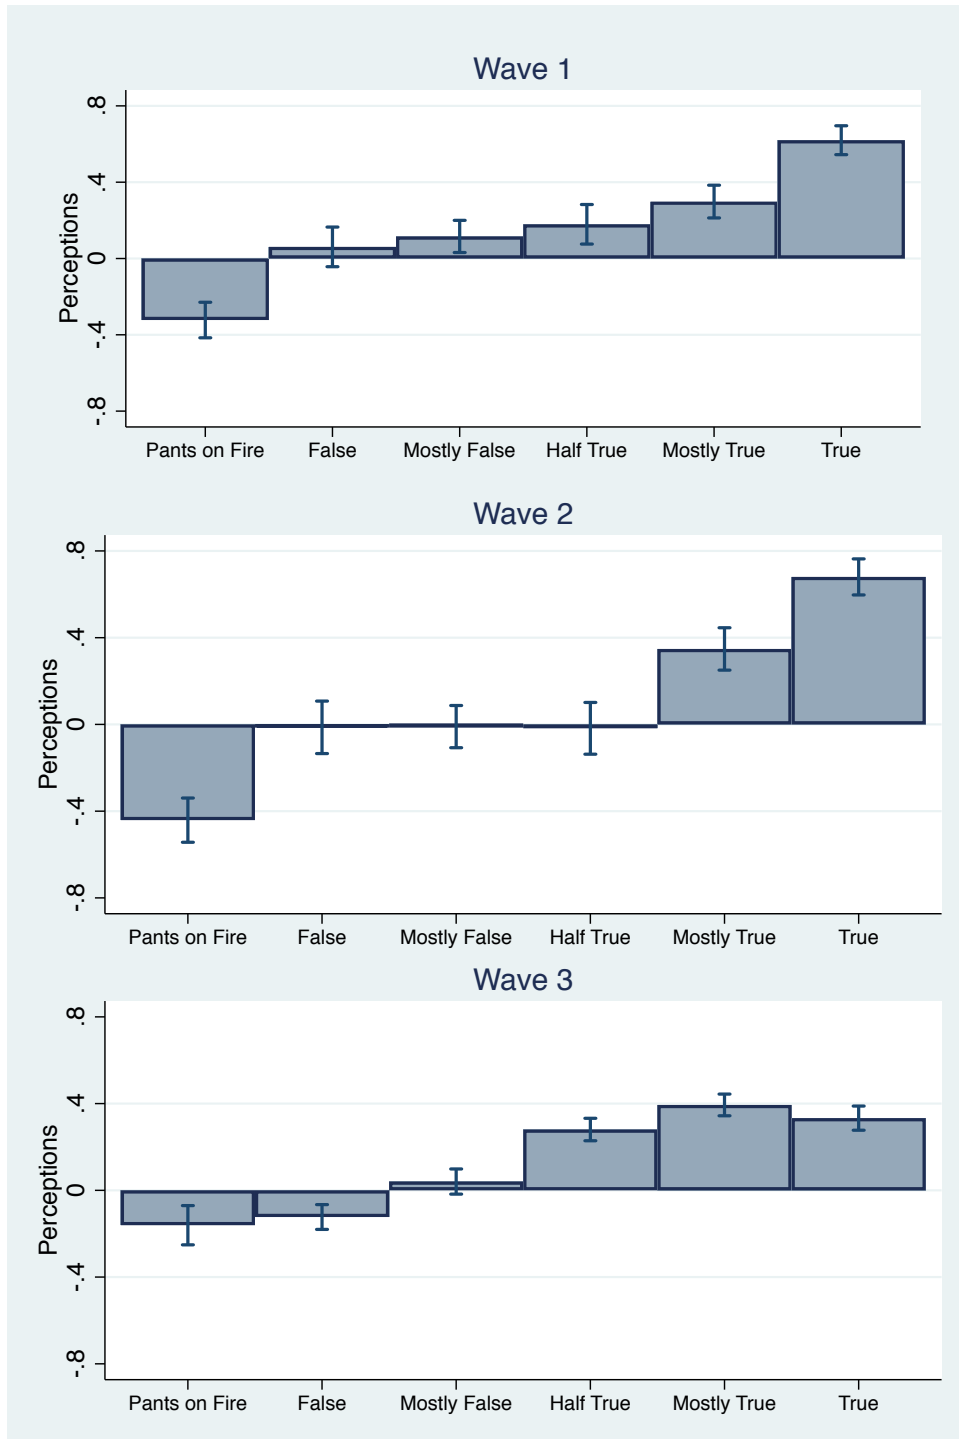 Wave 1
Perceptions
.8
.4
0
-.4
-.8
Pants on Fire False Mostly False Half True Mostly True True
Wave 2
Perceptions
.8
.4
0
-.4
-.8
Pants on Fire False Mostly False Half True Mostly True True
Wave 3
Perceptions
.8
.4
0
-.4
-.8
Pants on Fire False Mostly False Half True Mostly True True